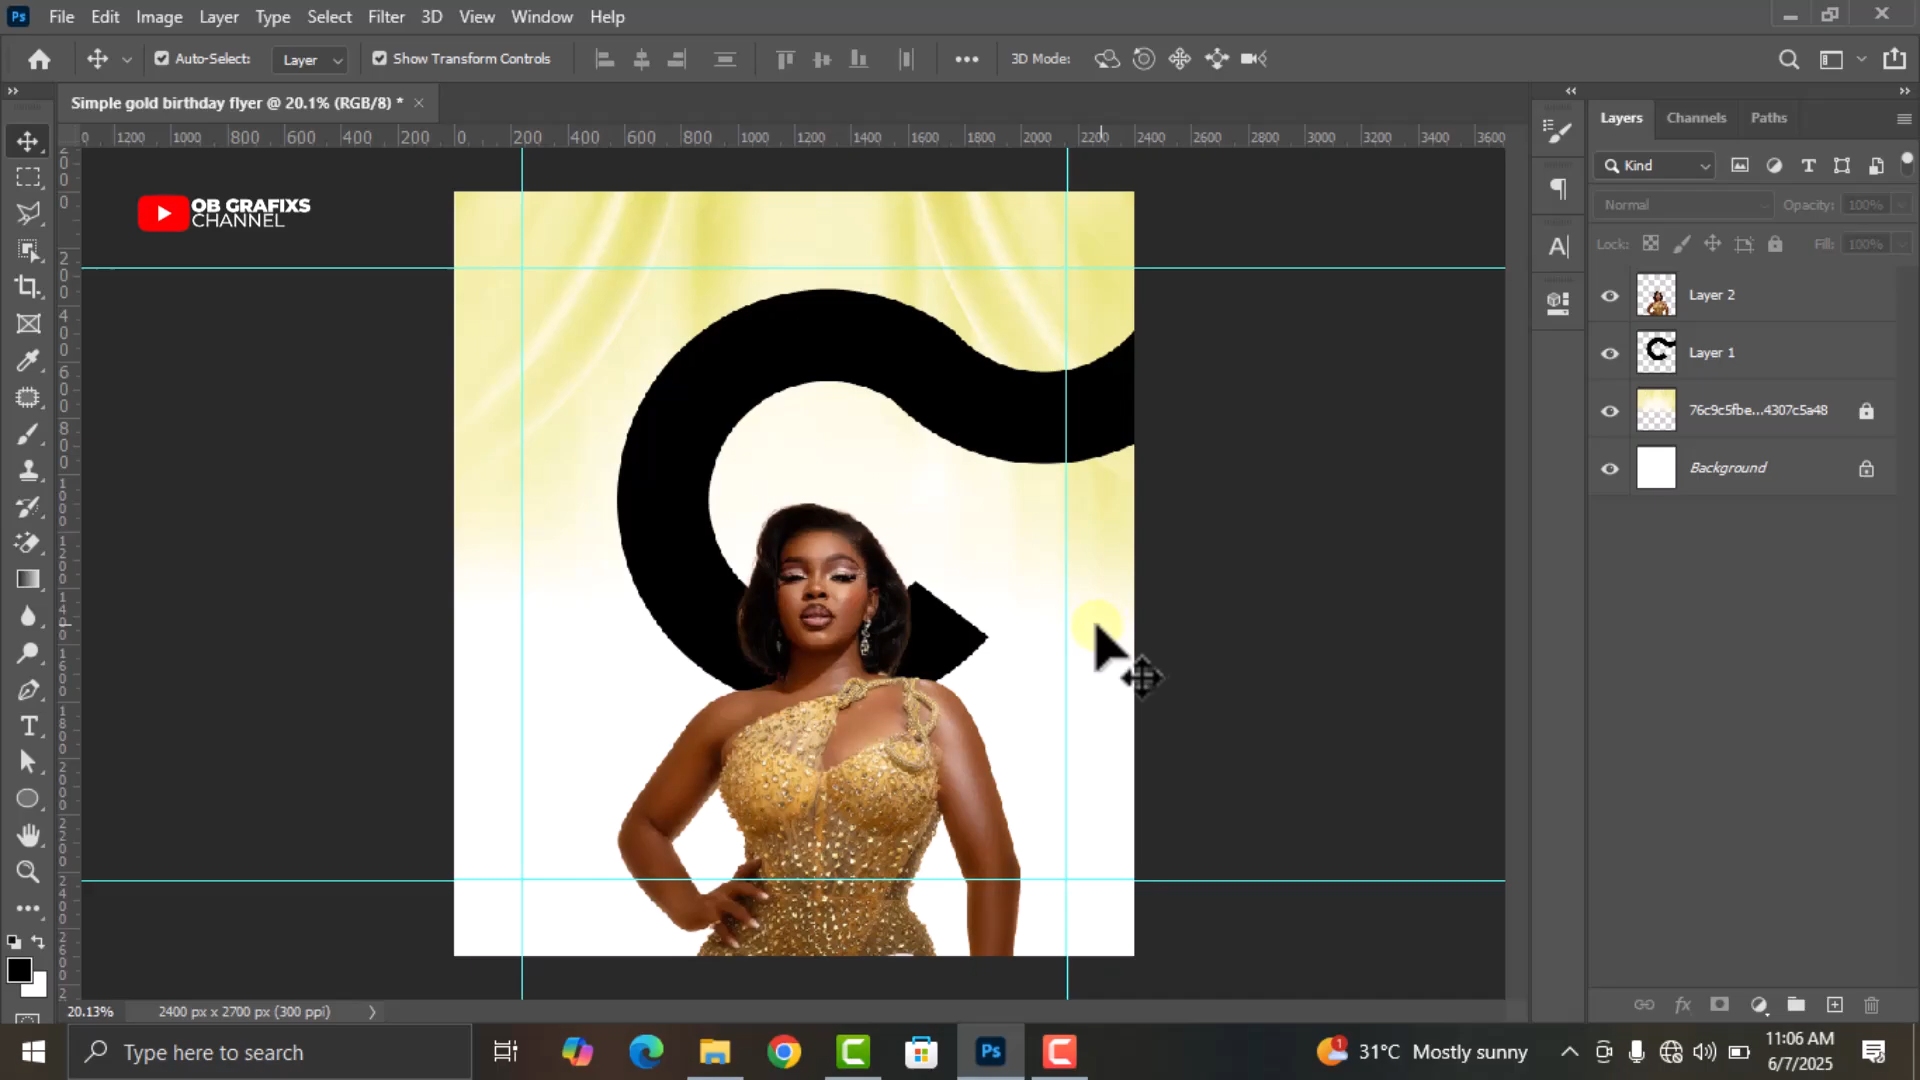 Ps File Edit Image Layer Type Select Filter 3D View Window Help
Auto-Select: Layer Show Transform Controls 3D Mode:
Simple gold birthday flyer @ 20.1% (RGB/8) *
0 1200 1000 800 600 400 200 0 200 400 600 800 1000 1200 1400 1600 1800 2000 2200 2400 2600 2800 3000 3200 3400 3600
OB GRAFIXS
CHANNEL
Layers Channels Paths
Kind
Normal Opacity: 100%
Lock: Fill: 100%
Layer 2
Layer 1
76c9c5fbe...4307c5a48
Background
20.13% 2400 px x 2700 px (300 ppi)
Type here to search
Ps
1
31°C Mostly sunny
11:06 AM
6/7/2025